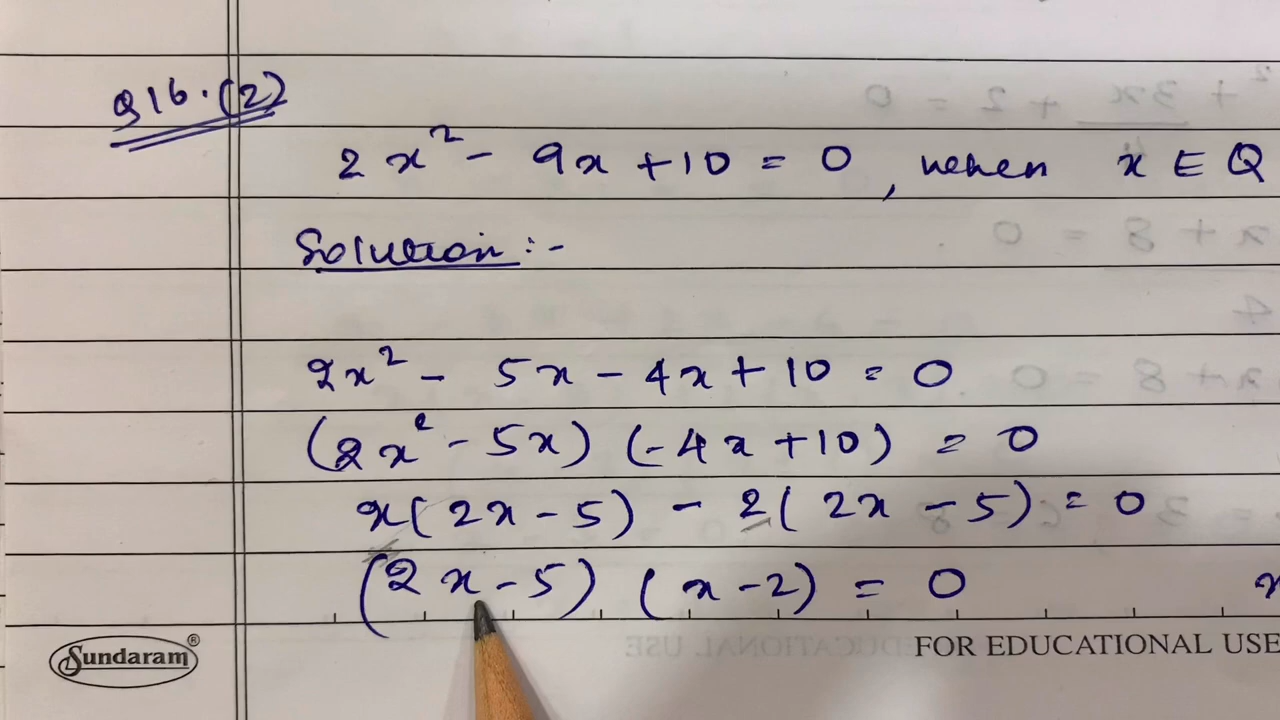 Q16.(2)
2x² - 9x + 10 = 0, when x ∈ Q
Solution :-
2x² - 5x - 4x + 10 = 0
(2x² - 5x) (-4x + 10) = 0
x(2x - 5) - 2(2x - 5) = 0
(2x - 5) (x - 2) = 0 x
Sundaram®
FOR EDUCATIONAL USE